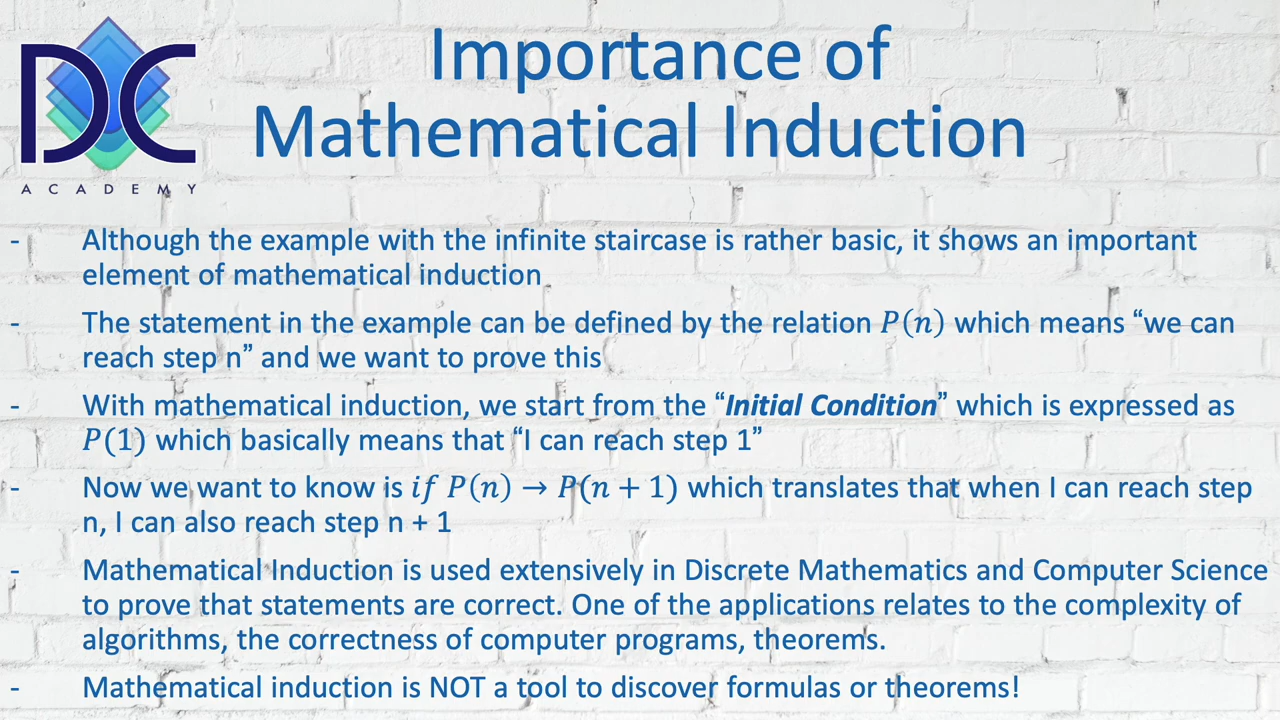 DC
ACADEMY
Importance of
Mathematical Induction
- Although the example with the infinite staircase is rather basic, it shows an important
element of mathematical induction
- The statement in the example can be defined by the relation 𝑃(𝑛) which means “we can
reach step n” and we want to prove this
- With mathematical induction, we start from the “Initial Condition” which is expressed as
𝑃(1) which basically means that “I can reach step 1”
- Now we want to know is 𝑖𝑓 𝑃(𝑛) → 𝑃(𝑛 + 1) which translates that when I can reach step
n, I can also reach step n + 1
- Mathematical Induction is used extensively in Discrete Mathematics and Computer Science
to prove that statements are correct. One of the applications relates to the complexity of
algorithms, the correctness of computer programs, theorems.
- Mathematical induction is NOT a tool to discover formulas or theorems!